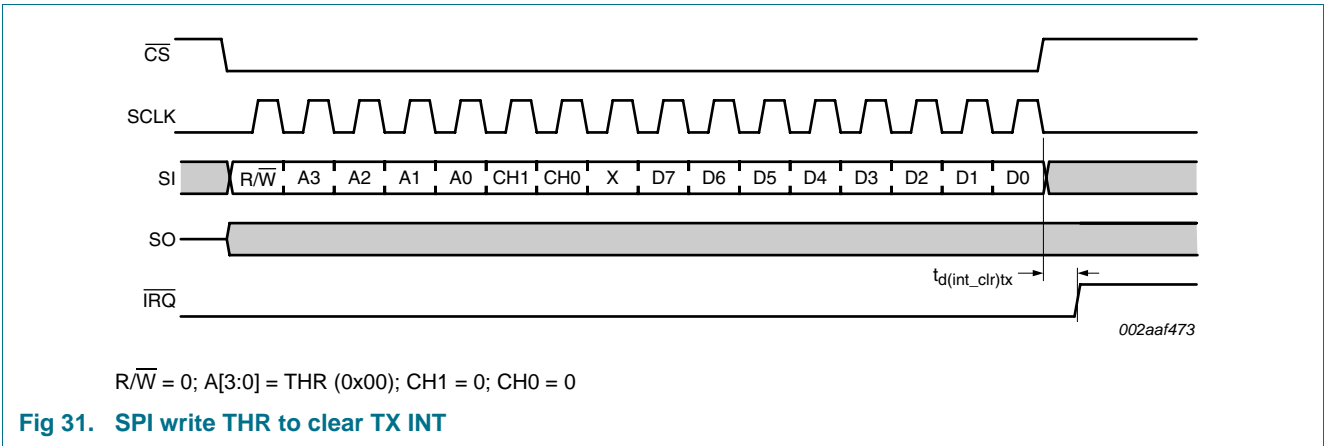 CS
SCLK
SI R/W A3 A2 A1 A0 CH1 CH0 X D7 D6 D5 D4 D3 D2 D1 D0
SO
td(int_clr)tx
IRQ
002aaf473
R/W = 0; A[3:0] = THR (0x00); CH1 = 0; CH0 = 0
Fig 31. SPI write THR to clear TX INT